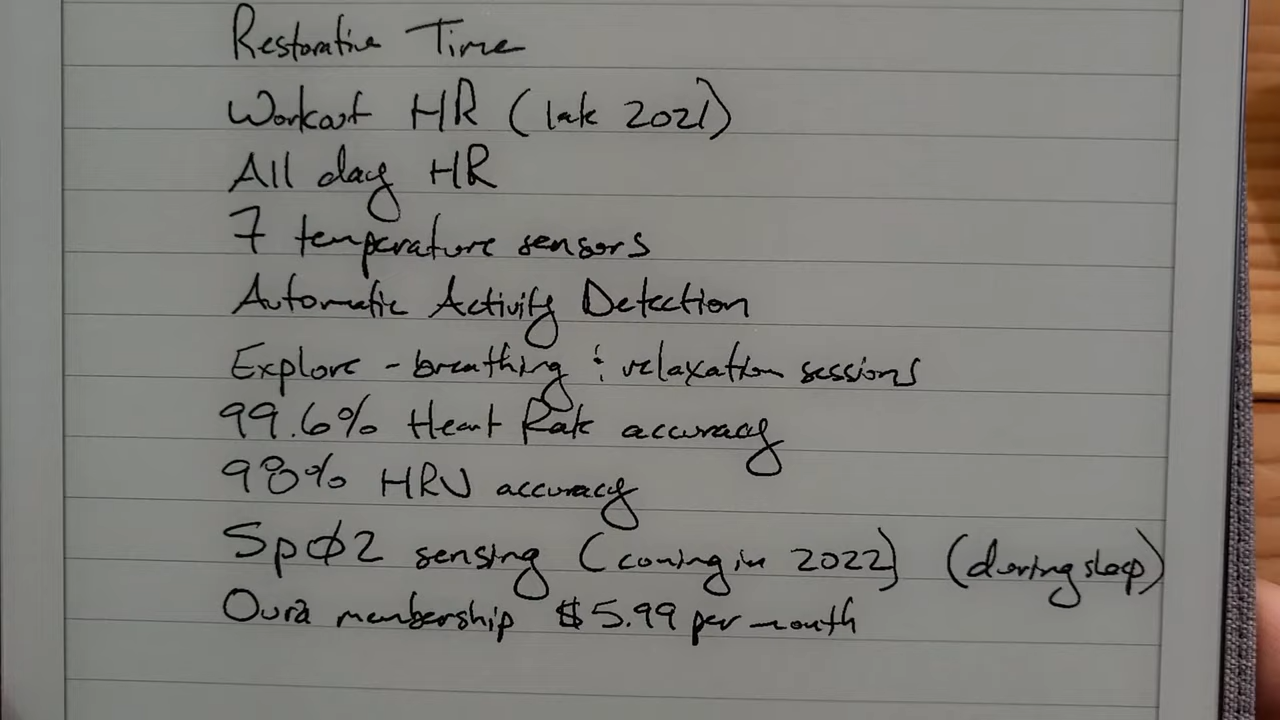 Restorative Time
Workout HR (late 2021)
All day HR
7 temperature sensors
Automatic Activity Detection
Explore - breathing & relaxation sessions
99.6% Heart Rate accuracy
98% HRV accuracy
SpO2 sensing (coming in 2022) (during sleep)
Oura membership $5.99 per month